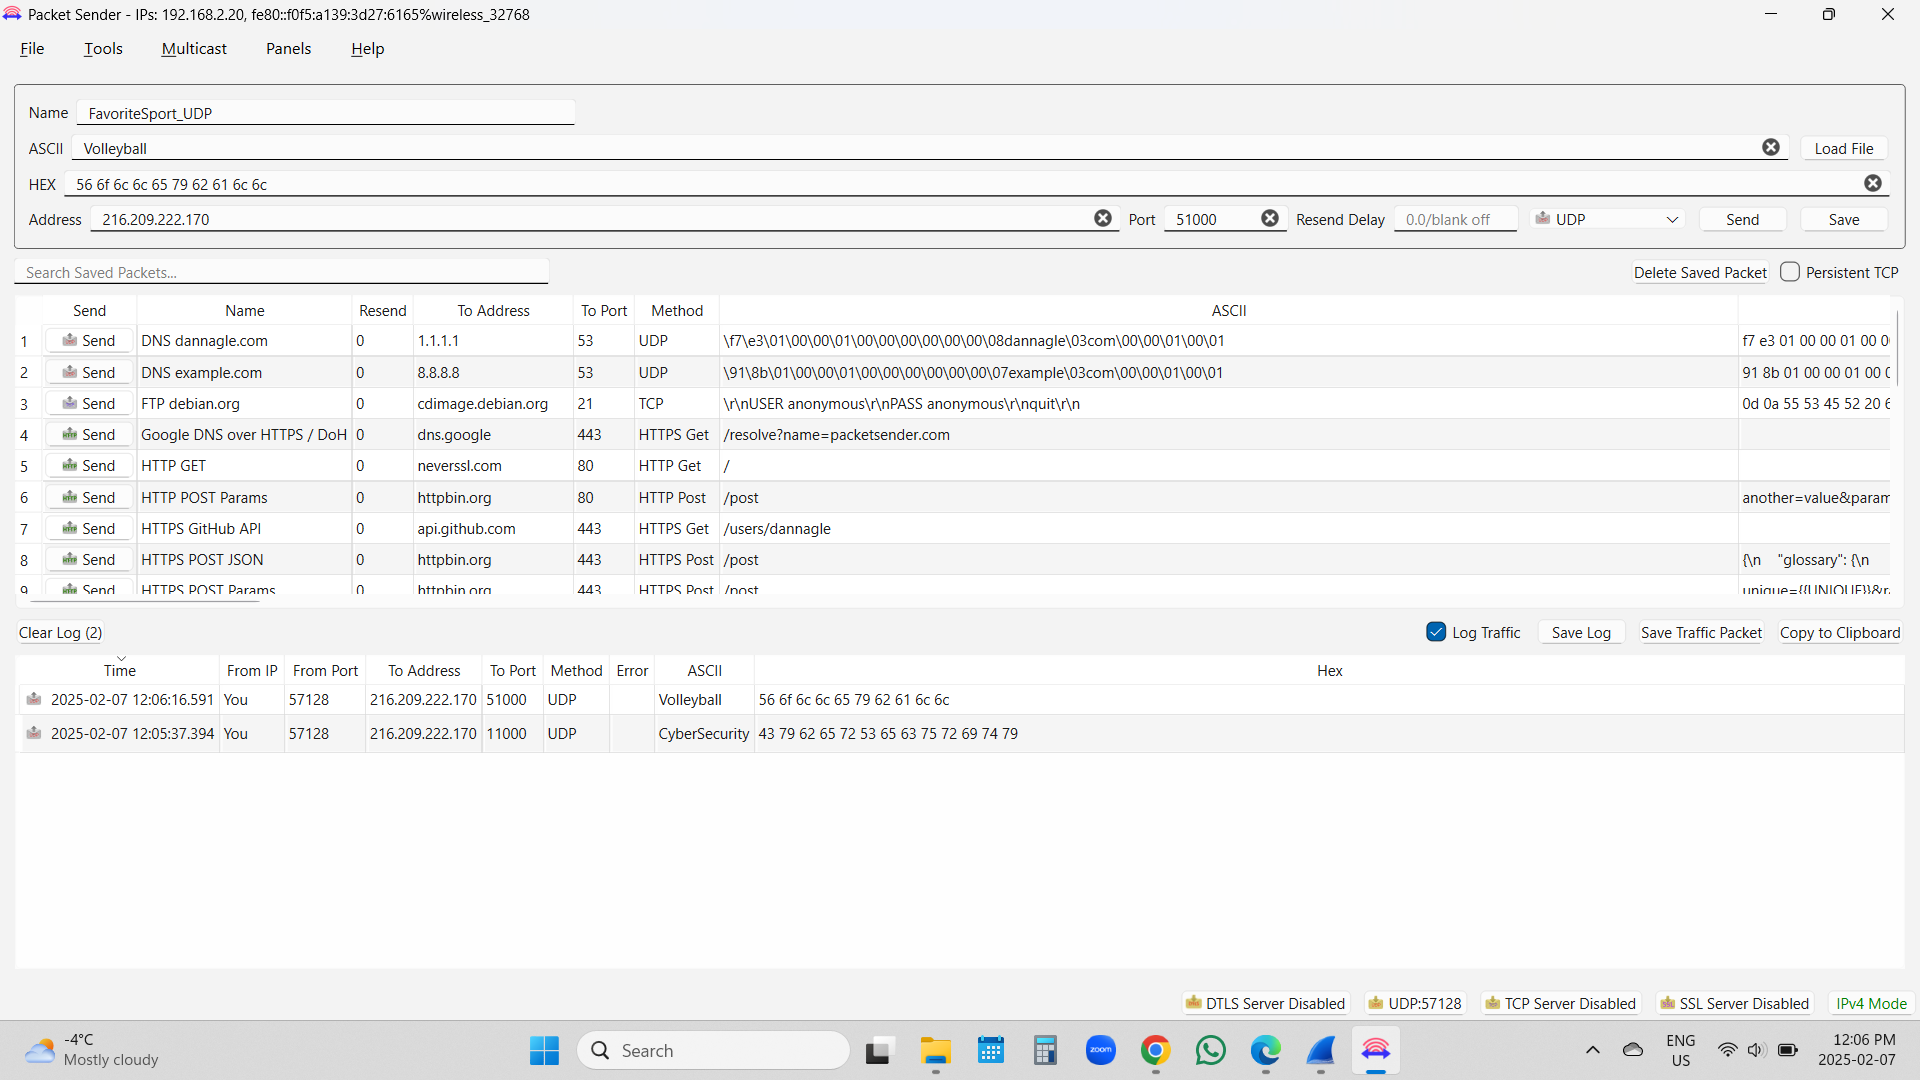 Packet Sender - IPs: 192.168.2.20, fe80::f0f5:a139:3d27:6165%wireless_32768
File Tools Multicast Panels Help
Name FavoriteSport_UDP
ASCII Volleyball Load File
HEX 56 6f 6c 6c 65 79 62 61 6c 6c
Address 216.209.222.170 Port 51000 Resend Delay 0.0/blank off UDP Send Save
Search Saved Packets... Delete Saved Packet Persistent TCP
Send Name Resend To Address To Port Method ASCII
1 Send DNS dannagle.com 0 1.1.1.1 53 UDP \f7\e3\01\00\00\01\00\00\00\00\00\00\08dannagle\03com\00\00\01\00\01 f7 e3 01 00 00 01 00 0
2 Send DNS example.com 0 8.8.8.8 53 UDP \91\8b\01\00\00\01\00\00\00\00\00\00\07example\03com\00\00\01\00\01 91 8b 01 00 00 01 00 0
3 Send FTP debian.org 0 cdimage.debian.org 21 TCP \r\nUSER anonymous\r\nPASS anonymous\r\nquit\r\n 0d 0a 55 53 45 52 20 6
4 Send Google DNS over HTTPS / DoH 0 dns.google 443 HTTPS Get /resolve?name=packetsender.com
5 Send HTTP GET 0 neverssl.com 80 HTTP Get /
6 Send HTTP POST Params 0 httpbin.org 80 HTTP Post /post another=value&param
7 Send HTTPS GitHub API 0 api.github.com 443 HTTPS Get /users/dannagle
8 Send HTTPS POST JSON 0 httpbin.org 443 HTTPS Post /post {\n "glossary": {\n
9 Send HTTPS POST Params 0 httpbin.org 443 HTTPS Post /post unique={{UNIQUE}}&r
Clear Log (2) Log Traffic Save Log Save Traffic Packet Copy to Clipboard
Time From IP From Port To Address To Port Method Error ASCII Hex
2025-02-07 12:06:16.591 You 57128 216.209.222.170 51000 UDP Volleyball 56 6f 6c 6c 65 79 62 61 6c 6c
2025-02-07 12:05:37.394 You 57128 216.209.222.170 11000 UDP CyberSecurity 43 79 62 65 72 53 65 63 75 72 69 74 79
DTLS Server Disabled UDP:57128 TCP Server Disabled SSL Server Disabled IPv4 Mode
-4°C
Mostly cloudy
Search
zoom
ENG
US
12:06 PM
2025-02-07